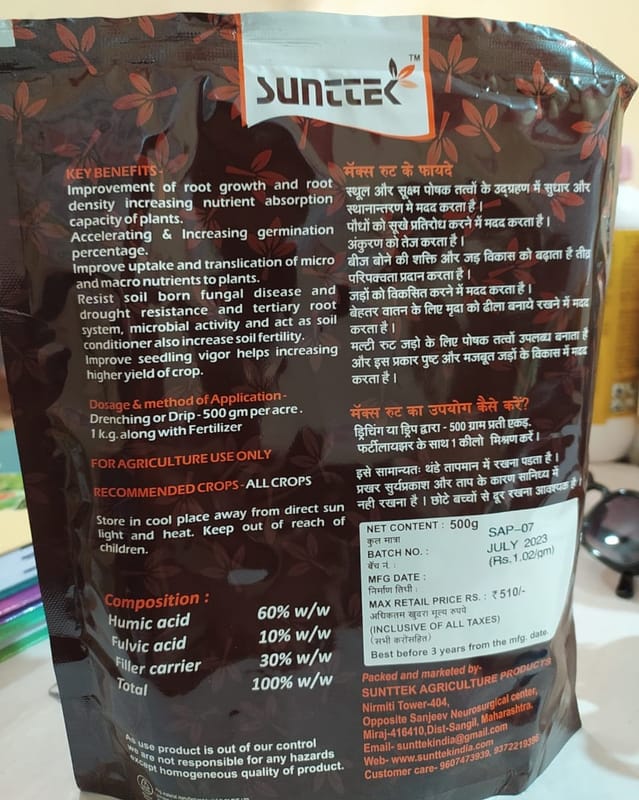 SUNTTEK™
KEY BENEFITS-
Improvement of root growth and root
density increasing nutrient absorption
capacity of plants.
Accelerating & Increasing germination
percentage.
Improve uptake and translication of micro
and macro nutrients to plants.
Resist soil born fungal disease and
drought resistance and tertiary root
system, microbial activity and act as soil
conditioner also increase soil fertility.
Improve seedling vigor helps increasing
higher yield of crop.
Dosage & method of Application-
Drenching or Drip - 500 gm per acre.
1 k.g. along with Fertilizer
FOR AGRICULTURE USE ONLY
RECOMMENDED CROPS - ALL CROPS
Store in cool place away from direct sun
light and heat. Keep out of reach of
children.
Composition :
Humic acid 60% w/w
Fulvic acid 10% w/w
Filler carrier 30% w/w
Total 100% w/w
As use product is out of our control
we are not responsible for any hazards
except homogeneous quality of product.
मॅक्स रुट के फायदे
स्थूल और सूक्ष्म पोषक तत्वों के उदग्रहण में सुधार और
स्थानान्तरण मे मदद करता है।
पौधों को सूखे प्रतिरोध करने में मदद करता है।
अंकुरण को तेज करता है।
बीज बोने की शक्ति और जड़ विकास को बढ़ाता है तीव्र
परिपक्वता प्रदान करता है।
जड़ों को विकसित करने में मदद करता है।
बेहतर वातन के लिए मृदा को ढीला बनाये रखने में मदद
करता है।
मल्टी रुट जड़ो के लिए पोषक तत्वों उपलब्ध बनाता है
और इस प्रकार पुष्ट और मजबूत जड़ों के विकास में मदद
करता है।
मॅक्स रुट का उपयोग कैसे करें?
ड्रिचिंग या ड्रिप द्वारा - 500 ग्राम प्रती एकड़.
फर्टीलायझर के साथ 1 कीलो मिश्रण करें।
इसे सामान्यतः थंडे तापमान में रखना पडता है।
प्रखर सुर्यप्रकाश और ताप के कारण सानिध्य में
नही रखना है। छोटे बच्चों से दूर रखना आवश्यक है।
NET CONTENT : 500g
कुल मात्रा
BATCH NO. : SAP-07
बॅच नं. :
MFG DATE : JULY 2023
निर्माण तिथी : (Rs.1.02/gm)
MAX RETAIL PRICE RS. : ₹ 510/-
अधिकतम खुदरा मूल्य रुपये
(INCLUSIVE OF ALL TAXES)
(सभी करोंसहित)
Best before 3 years from the mfg. date.
Packed and marketed by-
SUNTTEK AGRICULTURE PRODUCTS
Nirmiti Tower-404,
Opposite Sanjeev Neurosurgical center,
Miraj-416410,Dist-Sangil, Maharashtra.
Email- sunttekindia@gmail.com
Web- www.sunttekindia.com
Customer care- 9607473939, 9372219396